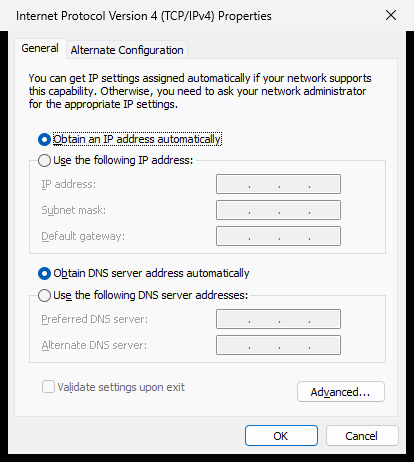 Internet Protocol Version 4 (TCP/IPv4) Properties
General Alternate Configuration
You can get IP settings assigned automatically if your network supports
this capability. Otherwise, you need to ask your network administrator
for the appropriate IP settings.
Obtain an IP address automatically
Use the following IP address:
IP address: . . .
Subnet mask: . . .
Default gateway: . . .
Obtain DNS server address automatically
Use the following DNS server addresses:
Preferred DNS server: . . .
Alternate DNS server: . . .
Validate settings upon exit
Advanced...
OK Cancel